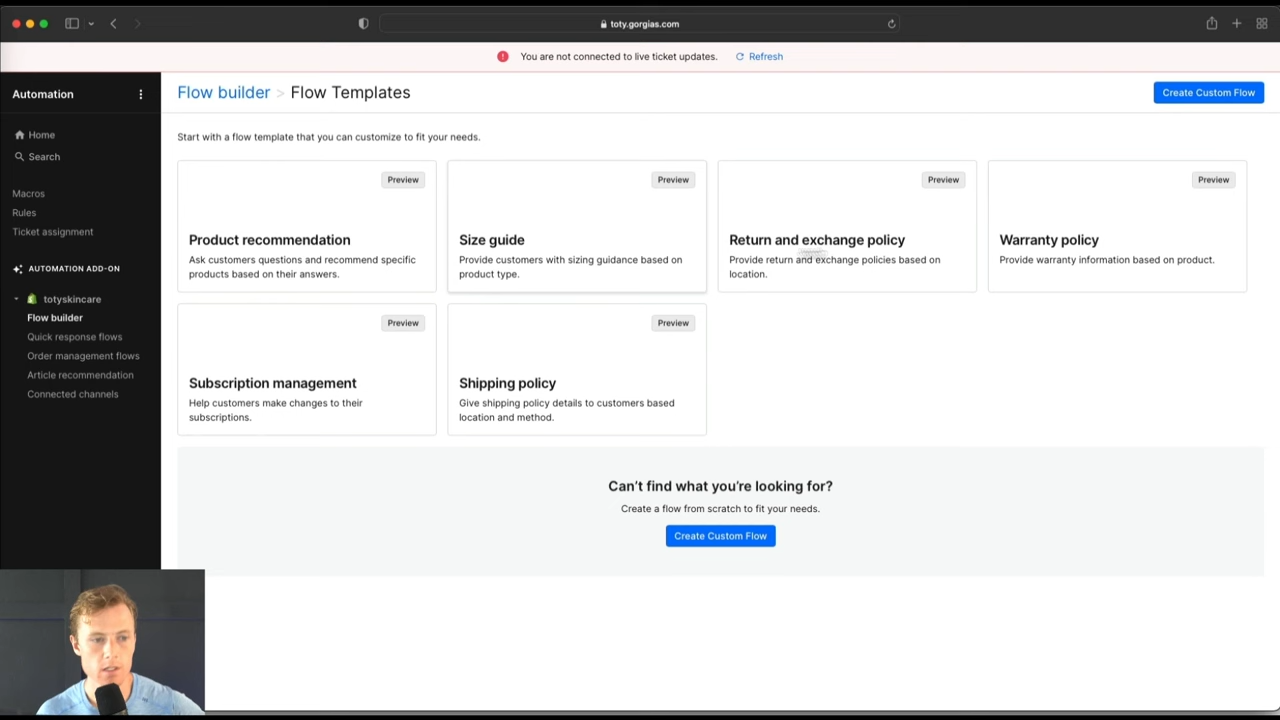 toty.gorgias.com
You are not connected to live ticket updates. Refresh
Automation
Home
Search
Macros
Rules
Ticket assignment
AUTOMATION ADD-ON
totyskincare
Flow builder
Quick response flows
Order management flows
Article recommendation
Connected channels
Flow builder > Flow Templates
Create Custom Flow
Start with a flow template that you can customize to fit your needs.
Preview
Product recommendation
Ask customers questions and recommend specific
products based on their answers.
Preview
Size guide
Provide customers with sizing guidance based on
product type.
Preview
Return and exchange policy
Provide return and exchange policies based on
location.
Preview
Warranty policy
Provide warranty information based on product.
Preview
Subscription management
Help customers make changes to their
subscriptions.
Preview
Shipping policy
Give shipping policy details to customers based
location and method.
Can't find what you're looking for?
Create a flow from scratch to fit your needs.
Create Custom Flow